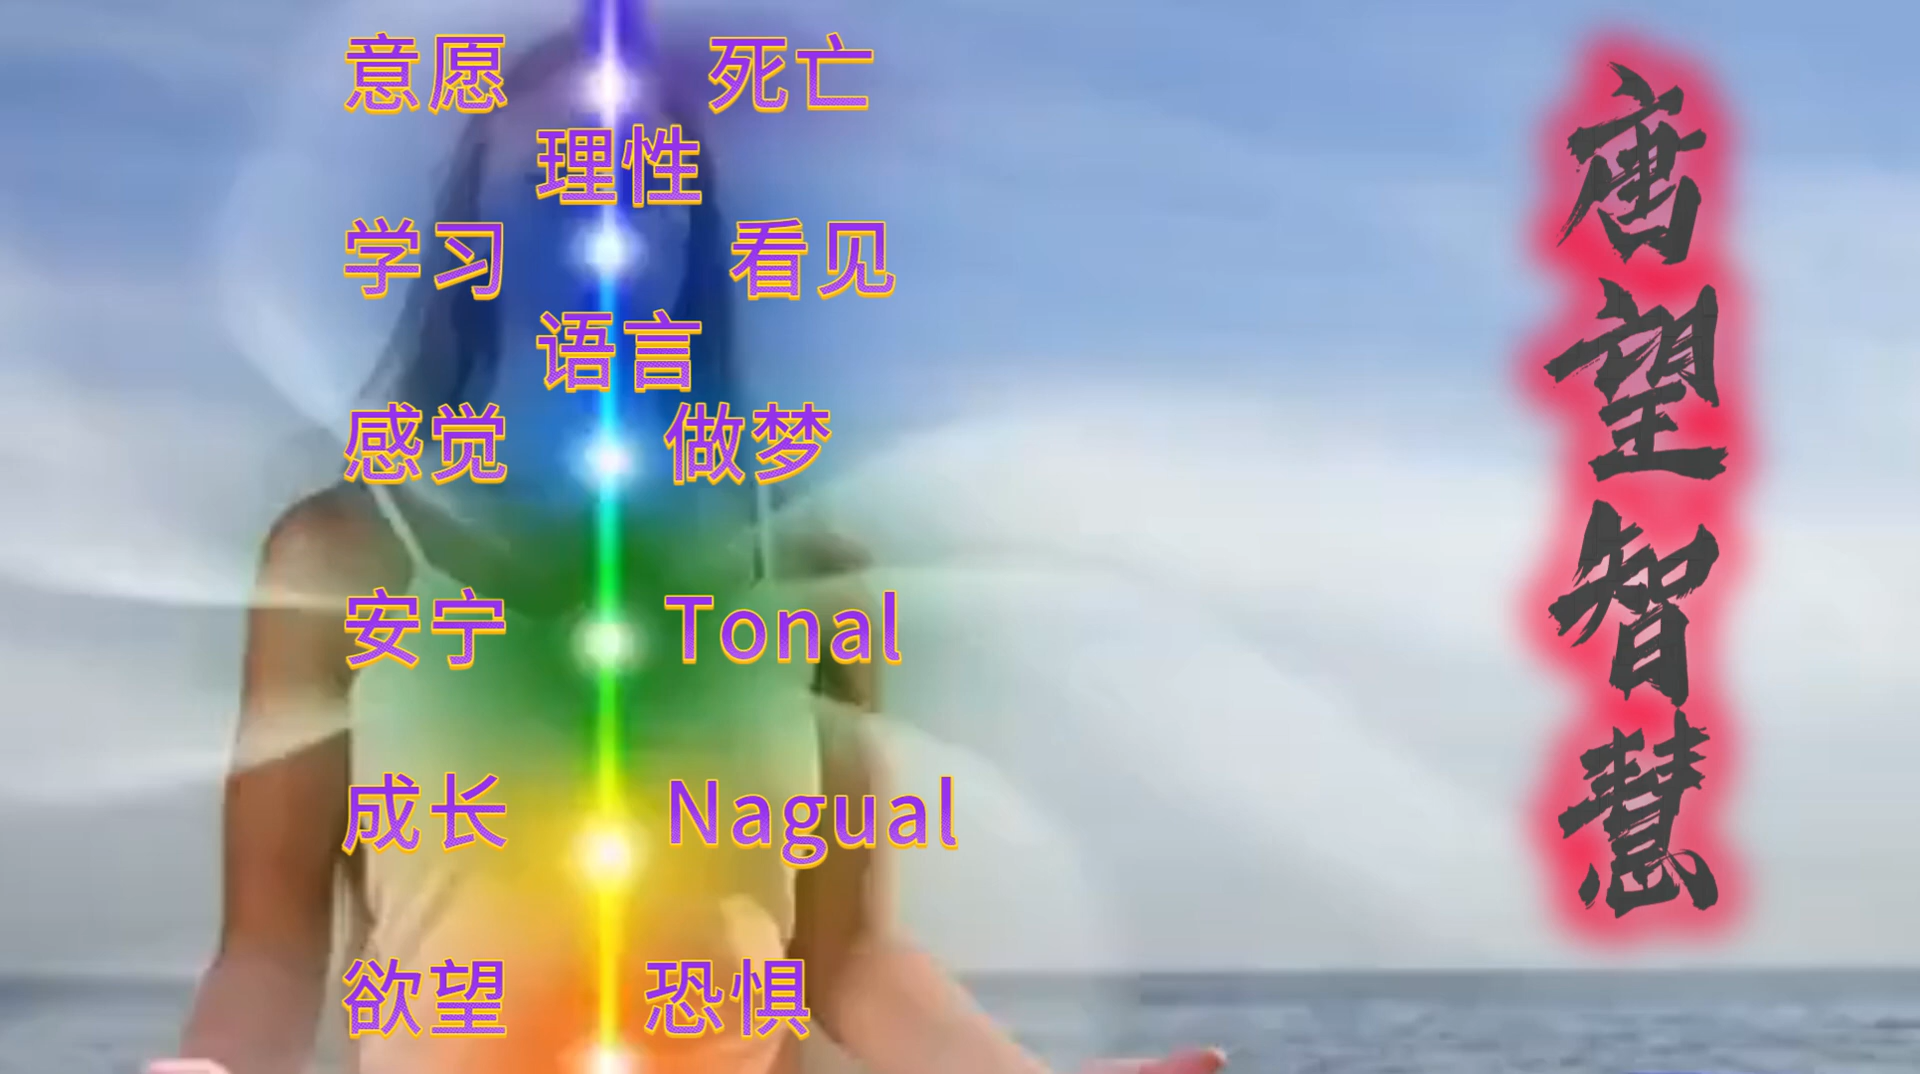 意愿 死亡
理性
学习 看见
语言
感觉 做梦
安宁 Tonal
成长 Nagual
欲望 恐惧
唐望智慧